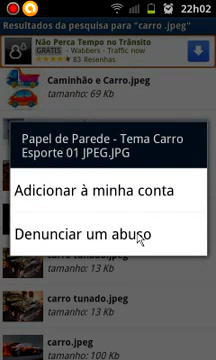 22h02
Resultados da pesquisa para "carro .jpeg"
Não Perca Tempo no Trânsito
GRÁTIS - Wabbers - Traffic now
83 Resenhas
Tema
Caminhão e Carro.jpeg
tamanho: 69 Kb
Papel de Parede - Tema Carro
Esporte 01 JPEG.JPG
Adicionar à minha conta
Denunciar um abuso
tamanho: 13 Kb
carro tunado.jpeg
tamanho: 13 Kb
carro.jpeg
tamanho: 100 Kb